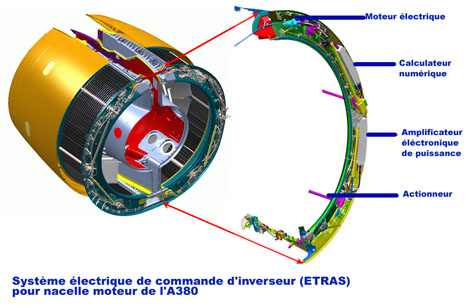 Moteur électrique
Calculateur
numérique
Amplificateur
éléctronique
de puissance
Actionneur
Système électrique de commande d'inverseur (ETRAS)
pour nacelle moteur de l'A380